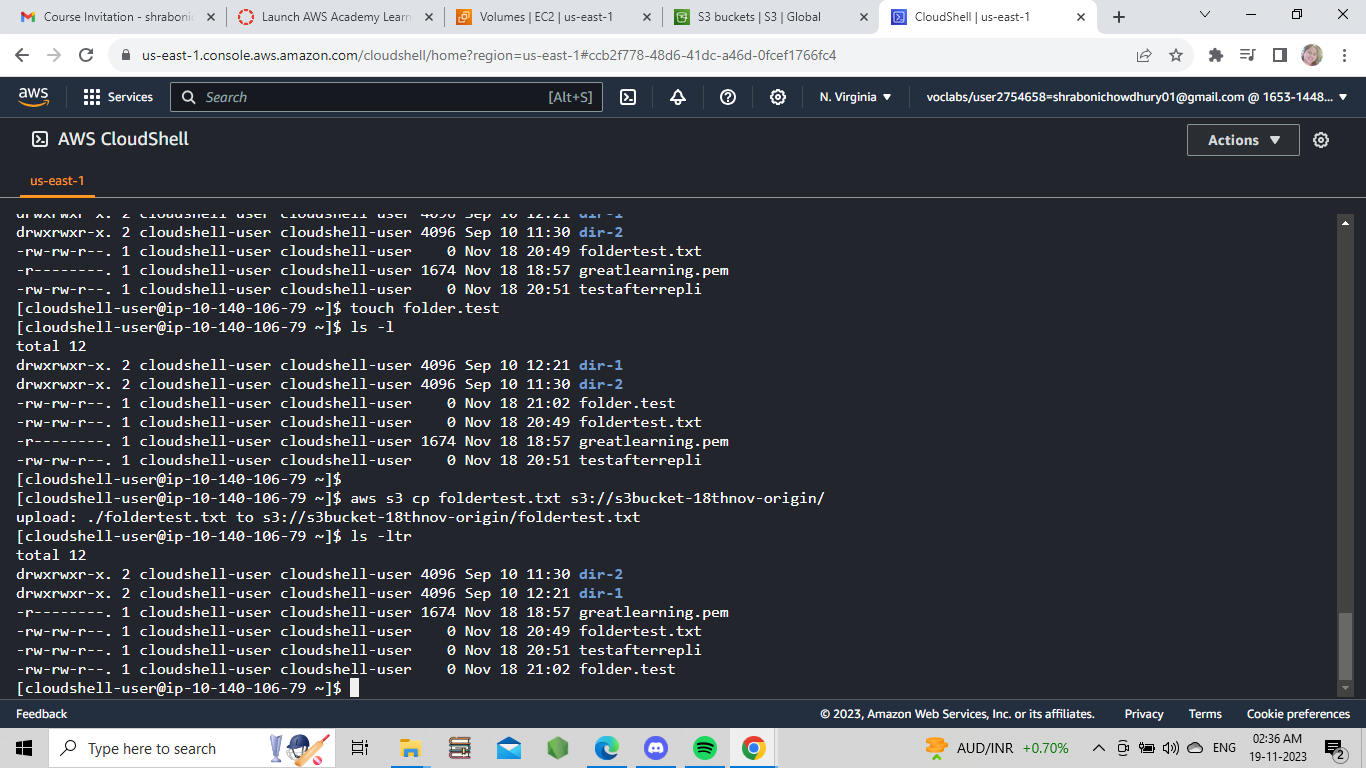 Course Invitation - shraboni
Launch AWS Academy Learn
Volumes | EC2 | us-east-1
S3 buckets | S3 | Global
CloudShell | us-east-1
us-east-1.console.aws.amazon.com/cloudshell/home?region=us-east-1#ccb2f778-48d6-41dc-a46d-0fcef1766fc4
aws
Services
Search
[Alt+S]
N. Virginia
voclabs/user2754658=shrabonichowdhury01@gmail.com @ 1653-1448...
AWS CloudShell
Actions
us-east-1
drwxrwxr-x. 2 cloudshell-user cloudshell-user 4096 Sep 10 12:21 dir-1
drwxrwxr-x. 2 cloudshell-user cloudshell-user 4096 Sep 10 11:30 dir-2
-rw-rw-r--. 1 cloudshell-user cloudshell-user    0 Nov 18 20:49 foldertest.txt
-r--------. 1 cloudshell-user cloudshell-user 1674 Nov 18 18:57 greatlearning.pem
-rw-rw-r--. 1 cloudshell-user cloudshell-user    0 Nov 18 20:51 testafterrepli
[cloudshell-user@ip-10-140-106-79 ~]$ touch folder.test
[cloudshell-user@ip-10-140-106-79 ~]$ ls -l
total 12
drwxrwxr-x. 2 cloudshell-user cloudshell-user 4096 Sep 10 12:21 dir-1
drwxrwxr-x. 2 cloudshell-user cloudshell-user 4096 Sep 10 11:30 dir-2
-rw-rw-r--. 1 cloudshell-user cloudshell-user    0 Nov 18 21:02 folder.test
-rw-rw-r--. 1 cloudshell-user cloudshell-user    0 Nov 18 20:49 foldertest.txt
-r--------. 1 cloudshell-user cloudshell-user 1674 Nov 18 18:57 greatlearning.pem
-rw-rw-r--. 1 cloudshell-user cloudshell-user    0 Nov 18 20:51 testafterrepli
[cloudshell-user@ip-10-140-106-79 ~]$
[cloudshell-user@ip-10-140-106-79 ~]$ aws s3 cp foldertest.txt s3://s3bucket-18thnov-origin/
upload: ./foldertest.txt to s3://s3bucket-18thnov-origin/foldertest.txt
[cloudshell-user@ip-10-140-106-79 ~]$ ls -ltr
total 12
drwxrwxr-x. 2 cloudshell-user cloudshell-user 4096 Sep 10 11:30 dir-2
drwxrwxr-x. 2 cloudshell-user cloudshell-user 4096 Sep 10 12:21 dir-1
-r--------. 1 cloudshell-user cloudshell-user 1674 Nov 18 18:57 greatlearning.pem
-rw-rw-r--. 1 cloudshell-user cloudshell-user    0 Nov 18 20:49 foldertest.txt
-rw-rw-r--. 1 cloudshell-user cloudshell-user    0 Nov 18 20:51 testafterrepli
-rw-rw-r--. 1 cloudshell-user cloudshell-user    0 Nov 18 21:02 folder.test
[cloudshell-user@ip-10-140-106-79 ~]$
Feedback
© 2023, Amazon Web Services, Inc. or its affiliates.
Privacy
Terms
Cookie preferences
Type here to search
AUD/INR +0.70%
ENG
02:36 AM
19-11-2023
2